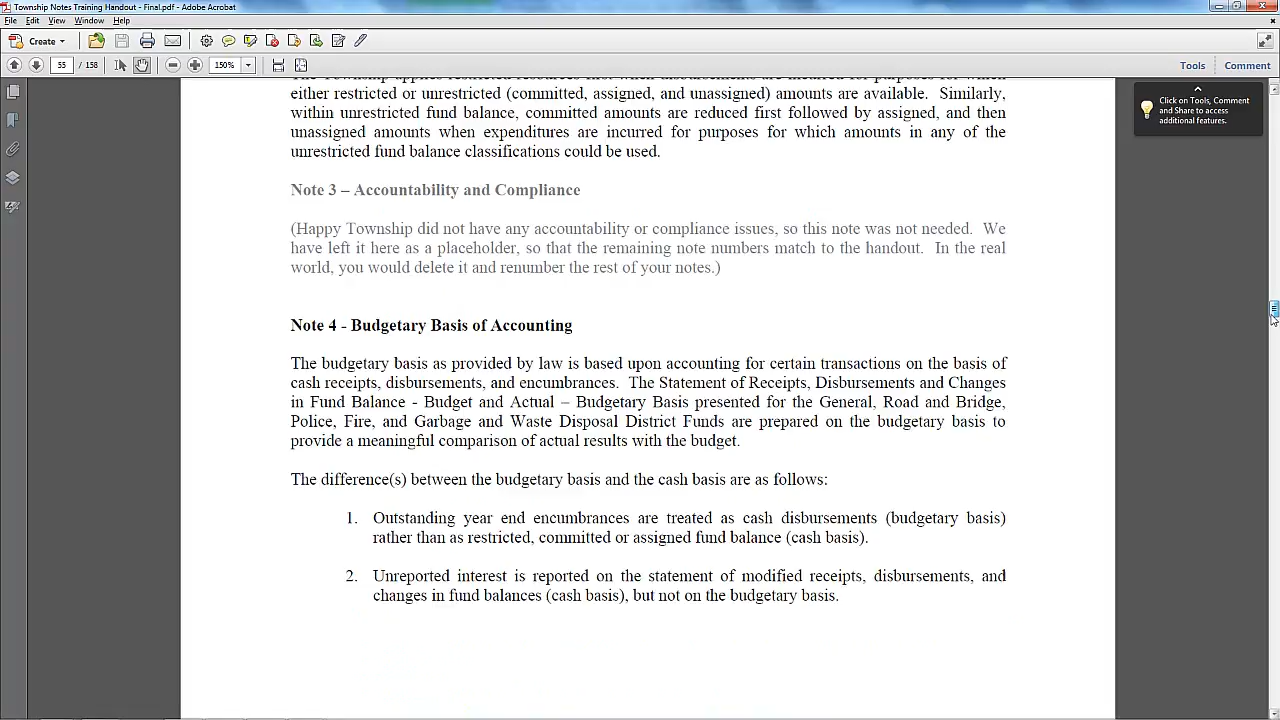 Township Notes Training Handout - Final.pdf - Adobe Acrobat
File Edit View Window Help
Create
55 / 158 150% Tools Comment
Click on Tools, Comment
and Share to access
additional features.
either restricted or unrestricted (committed, assigned, and unassigned) amounts are available. Similarly,
within unrestricted fund balance, committed amounts are reduced first followed by assigned, and then
unassigned amounts when expenditures are incurred for purposes for which amounts in any of the
unrestricted fund balance classifications could be used.
Note 3 – Accountability and Compliance
(Happy Township did not have any accountability or compliance issues, so this note was not needed. We
have left it here as a placeholder, so that the remaining note numbers match to the handout. In the real
world, you would delete it and renumber the rest of your notes.)
Note 4 - Budgetary Basis of Accounting
The budgetary basis as provided by law is based upon accounting for certain transactions on the basis of
cash receipts, disbursements, and encumbrances. The Statement of Receipts, Disbursements and Changes
in Fund Balance - Budget and Actual – Budgetary Basis presented for the General, Road and Bridge,
Police, Fire, and Garbage and Waste Disposal District Funds are prepared on the budgetary basis to
provide a meaningful comparison of actual results with the budget.
The difference(s) between the budgetary basis and the cash basis are as follows:
1. Outstanding year end encumbrances are treated as cash disbursements (budgetary basis)
rather than as restricted, committed or assigned fund balance (cash basis).
2. Unreported interest is reported on the statement of modified receipts, disbursements, and
changes in fund balances (cash basis), but not on the budgetary basis.